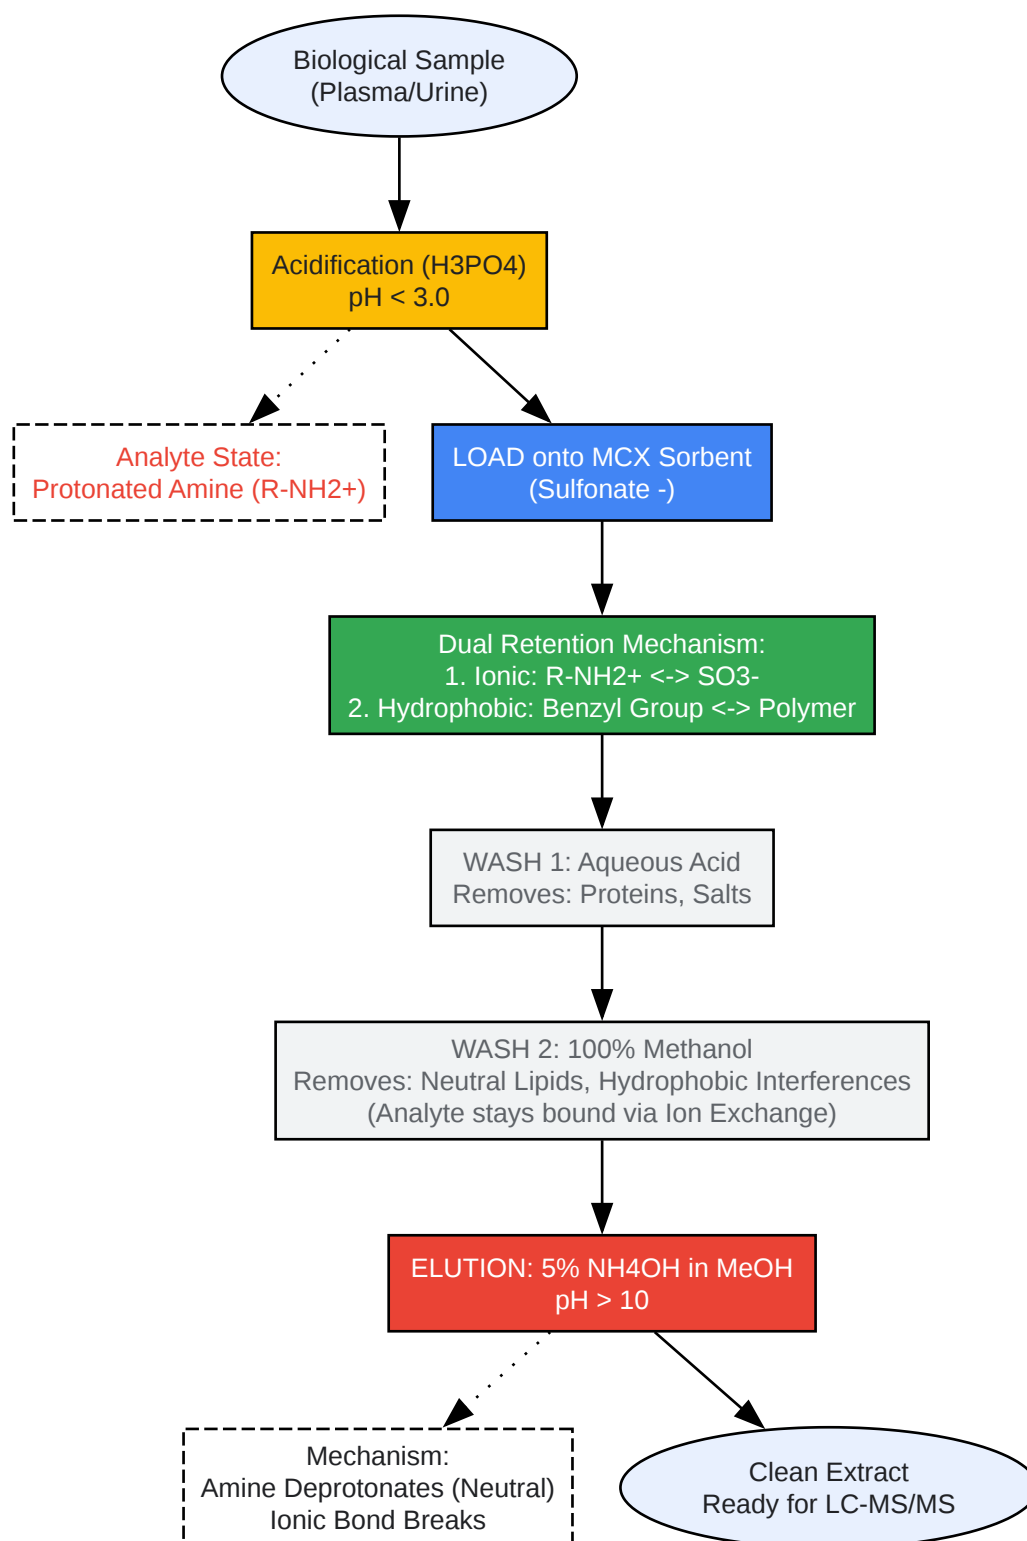 Biological Sample
(Plasma/Urine)
Acidification (H3PO4)
pH < 3.0
Analyte State:
Protonated Amine (R-NH2+)
LOAD onto MCX Sorbent
(Sulfonate -)
Dual Retention Mechanism:
1. Ionic: R-NH2+ <-> SO3-
2. Hydrophobic: Benzyl Group <-> Polymer
WASH 1: Aqueous Acid
Removes: Proteins, Salts
WASH 2: 100% Methanol
Removes: Neutral Lipids, Hydrophobic Interferences
(Analyte stays bound via Ion Exchange)
ELUTION: 5% NH4OH in MeOH
pH > 10
Mechanism:
Amine Deprotonates (Neutral)
Ionic Bond Breaks
Clean Extract
Ready for LC-MS/MS